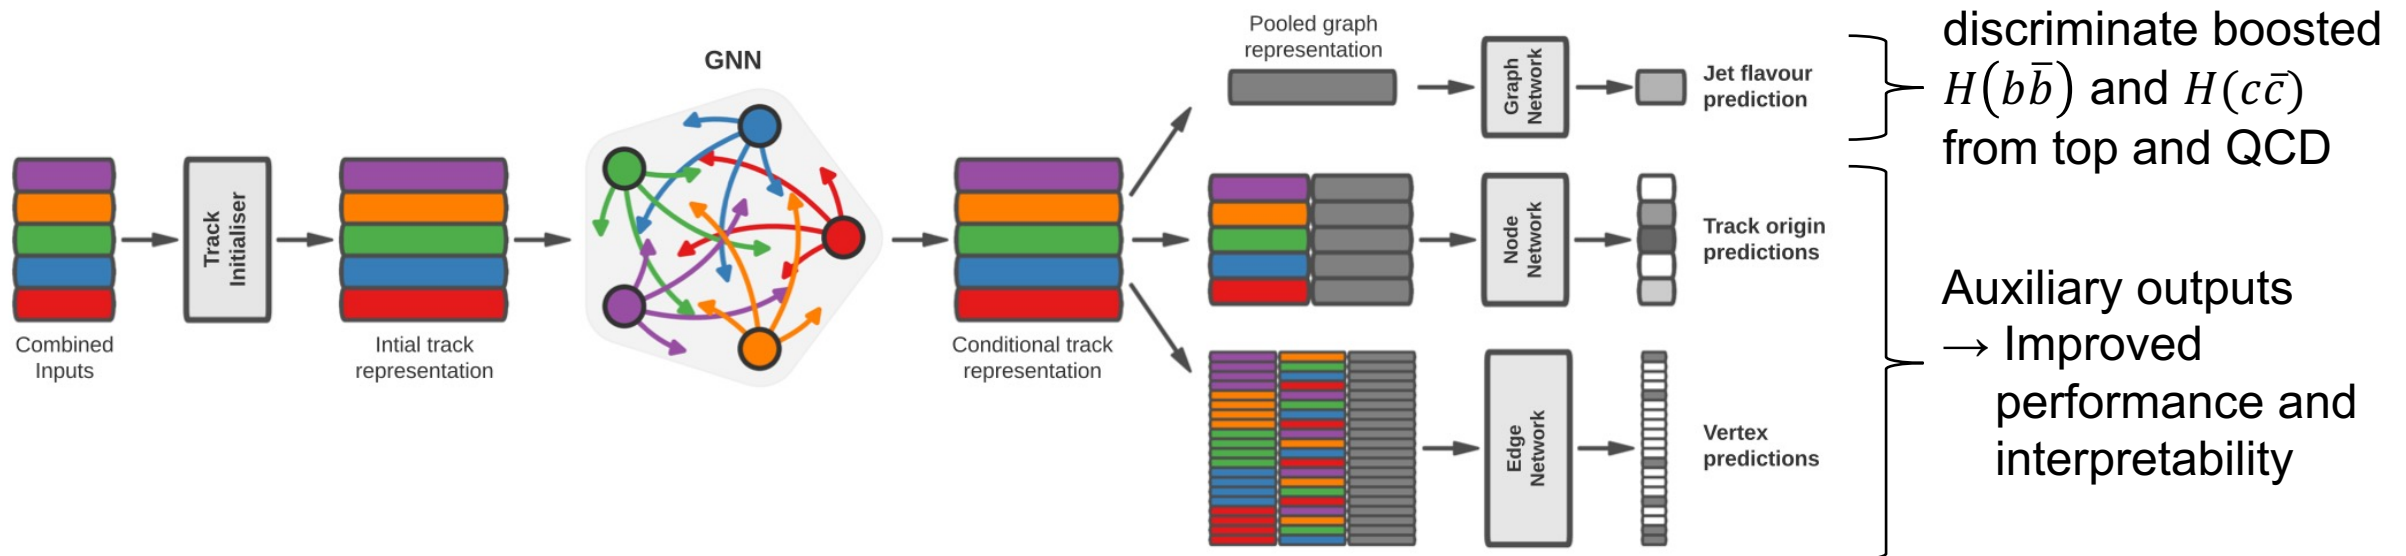 Combined
Inputs
Track
Initialiser
Intial track
representation
GNN
Conditional track
representation
Pooled graph
representation
Graph
Network
Jet flavour
prediction
Node
Network
Track origin
predictions
Edge
Network
Vertex
predictions
discriminate boosted
H(bb̄) and H(cc̄)
from top and QCD
Auxiliary outputs
→ Improved
performance and
interpretability